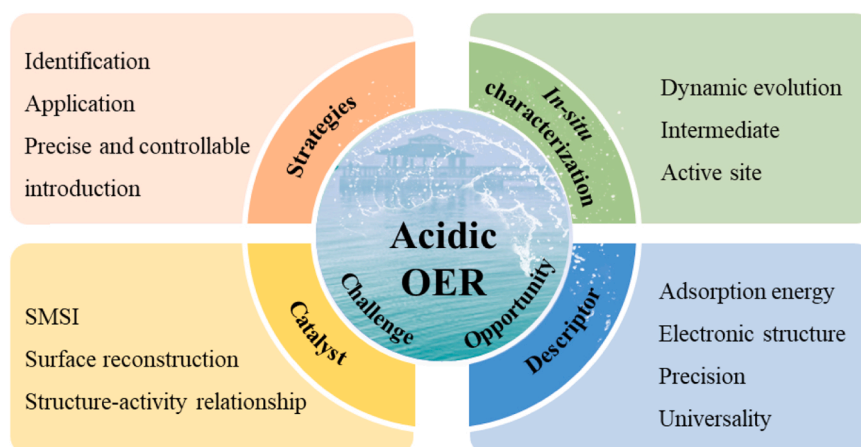 Identification
Application
Precise and controllable
introduction
Strategies
In-situ
characterization
Dynamic evolution
Intermediate
Active site
Acidic
OER
Challenge
Opportunity
SMSI
Surface reconstruction
Structure-activity relationship
Catalyst
Descriptor
Adsorption energy
Electronic structure
Precision
Universality